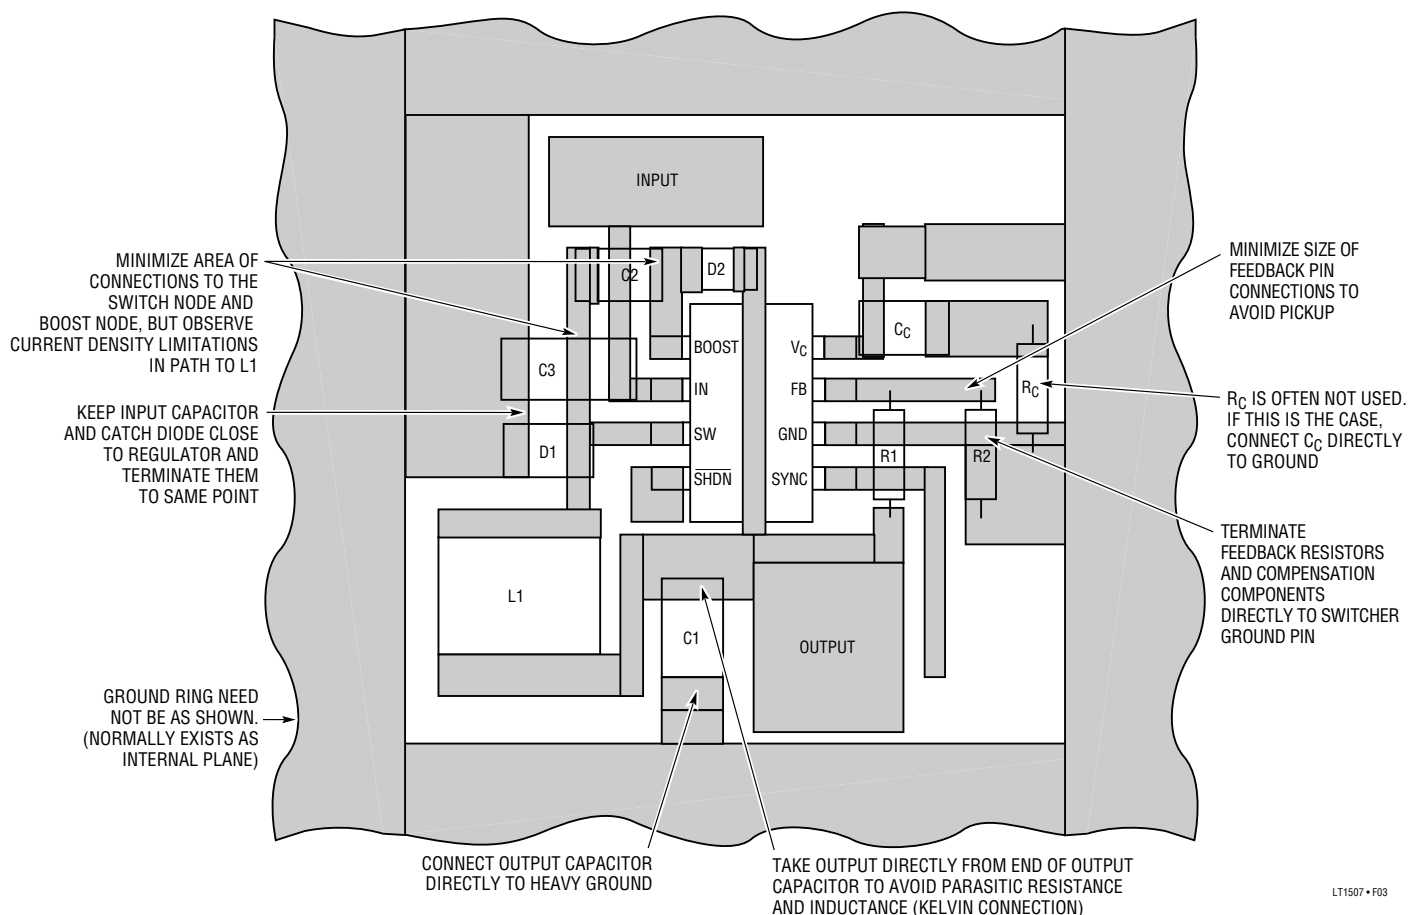 INPUT
MINIMIZE AREA OF
CONNECTIONS TO THE
SWITCH NODE AND
BOOST NODE, BUT OBSERVE
CURRENT DENSITY LIMITATIONS
IN PATH TO L1
C2
D2
MINIMIZE SIZE OF
FEEDBACK PIN
CONNECTIONS TO
AVOID PICKUP
BOOST
VC
CC
C3
IN
FB
RC
RC IS OFTEN NOT USED.
IF THIS IS THE CASE,
CONNECT CC DIRECTLY
TO GROUND
KEEP INPUT CAPACITOR
AND CATCH DIODE CLOSE
TO REGULATOR AND
TERMINATE THEM
TO SAME POINT
SW
GND
D1
R1
R2
SHDN
SYNC
TERMINATE
FEEDBACK RESISTORS
AND COMPENSATION
COMPONENTS
DIRECTLY TO SWITCHER
GROUND PIN
L1
C1
OUTPUT
GROUND RING NEED
NOT BE AS SHOWN.
(NORMALLY EXISTS AS
INTERNAL PLANE)
CONNECT OUTPUT CAPACITOR
DIRECTLY TO HEAVY GROUND
TAKE OUTPUT DIRECTLY FROM END OF OUTPUT
CAPACITOR TO AVOID PARASITIC RESISTANCE
AND INDUCTANCE (KELVIN CONNECTION)
LT1507 • F03